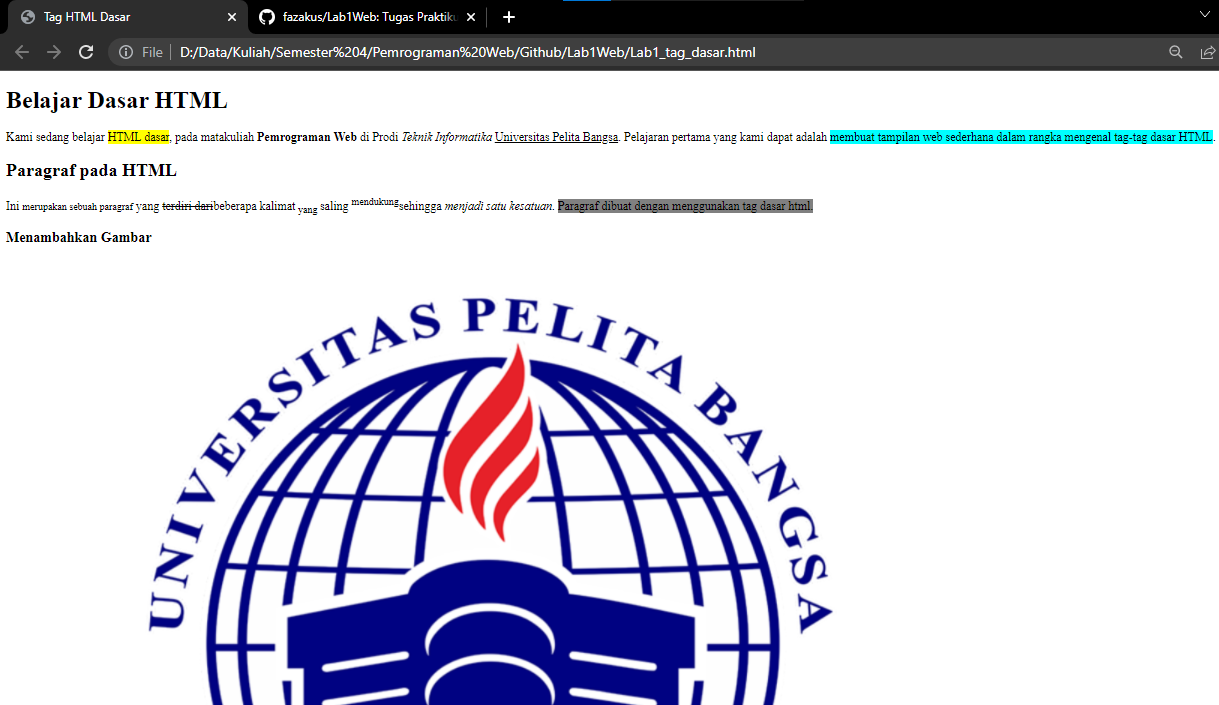 Tag HTML Dasar
fazakus/Lab1Web: Tugas Praktiku
File | D:/Data/Kuliah/Semester%204/Pemrograman%20Web/Github/Lab1Web/Lab1_tag_dasar.html
Belajar Dasar HTML
Kami sedang belajar HTML dasar, pada matakuliah Pemrograman Web di Prodi Teknik Informatika Universitas Pelita Bangsa. Pelajaran pertama yang kami dapat adalah membuat tampilan web sederhana dalam rangka mengenal tag-tag dasar HTML.
Paragraf pada HTML
Ini merupakan sebuah paragraf yang terdiri daribeberapa kalimat yang saling mendukungsehingga menjadi satu kesatuan. Paragraf dibuat dengan menggunakan tag dasar html.
Menambahkan Gambar
UNIVERSITAS PELITA BANGSA